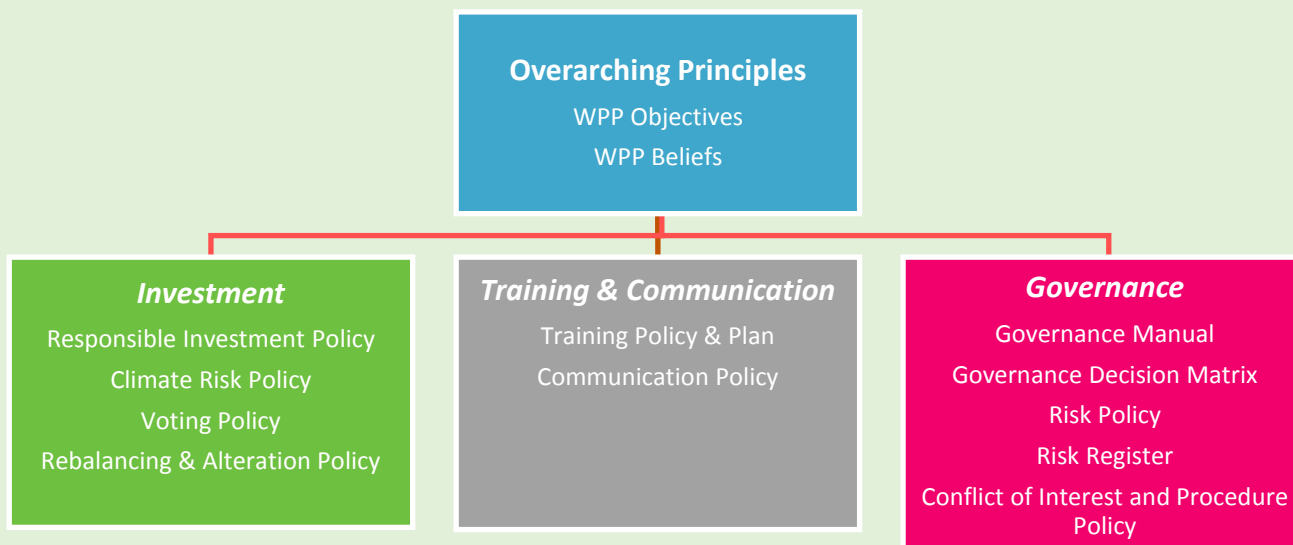 Overarching Principles
WPP Objectives
WPP Beliefs
Investment
Responsible Investment Policy
Climate Risk Policy
Voting Policy
Rebalancing & Alteration Policy
Training & Communication
Training Policy & Plan
Communication Policy
Governance
Governance Manual
Governance Decision Matrix
Risk Policy
Risk Register
Conflict of Interest and Procedure
Policy